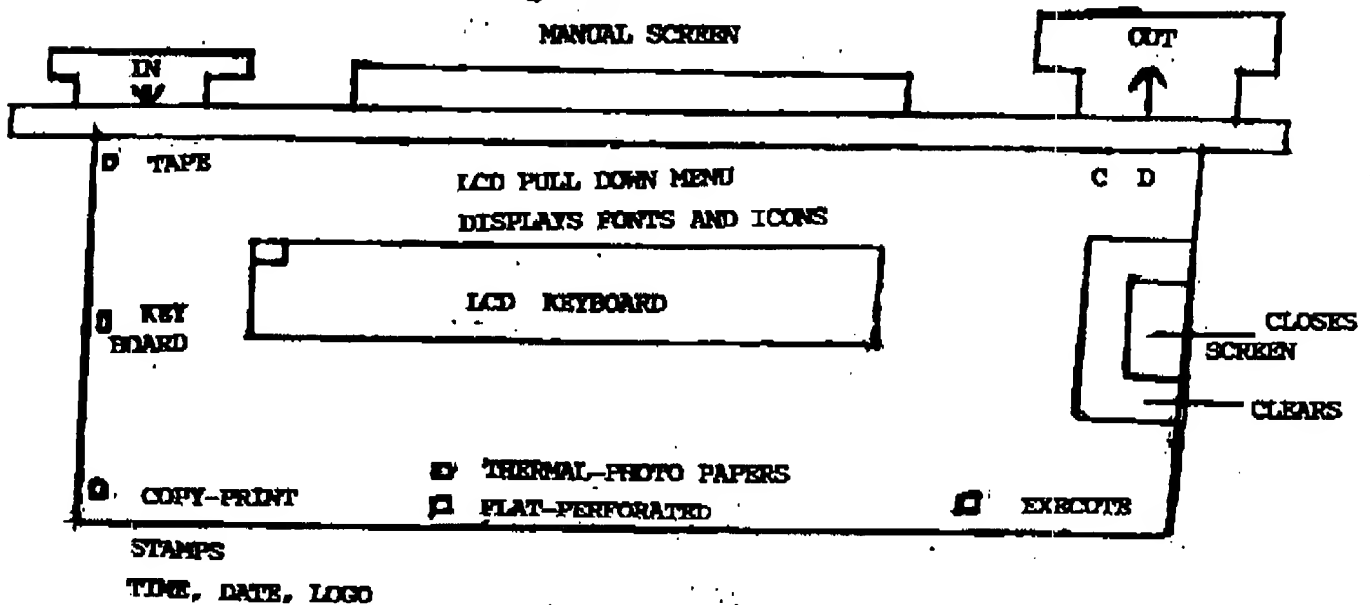 MANUAL SCREEN
IN
OUT
TAPE
LCD PULL DOWN MENU
C D
DISPLAYS FONTS AND ICONS
LCD KEYBOARD
KEY
BOARD
CLOSES
SCREEN
CLEARS
THERMAL-PHOTO PAPERS
COPY-PRINT
FLAT-PERFORATED
EXECUTE
STAMPS
TIME, DATE, LOGO